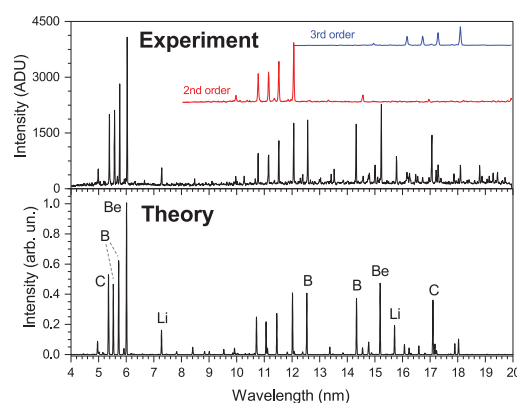 Experiment
3rd order
2nd order
Intensity (ADU)
4500
3000
1500
0
Theory
Intensity (arb. un.)
1.0
0.8
0.6
0.4
0.2
0.0
Be
B
C
Li
B
B
Be
Li
C
4 5 6 7 8 9 10 11 12 13 14 15 16 17 18 19 20
Wavelength (nm)